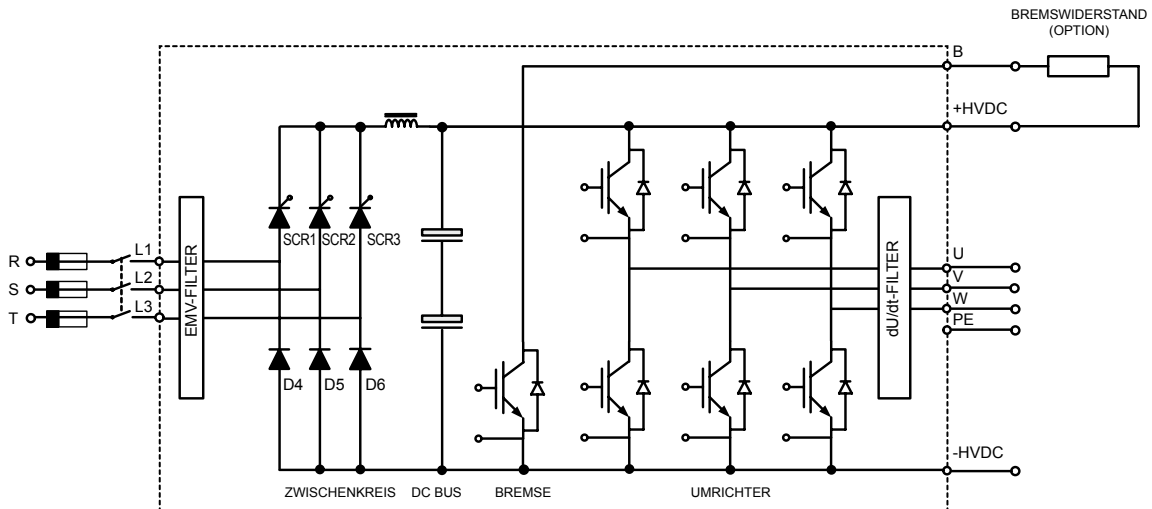 BREMSWIDERSTAND
(OPTION)
B
+HVDC
SCR1
SCR2
SCR3
EMV-FILTER
R
L1
S
L2
T
L3
dU/dt-FILTER
U
V
W
PE
D4
D5
D6
-HVDC
ZWISCHENKREIS
DC BUS
BREMSE
UMRICHTER